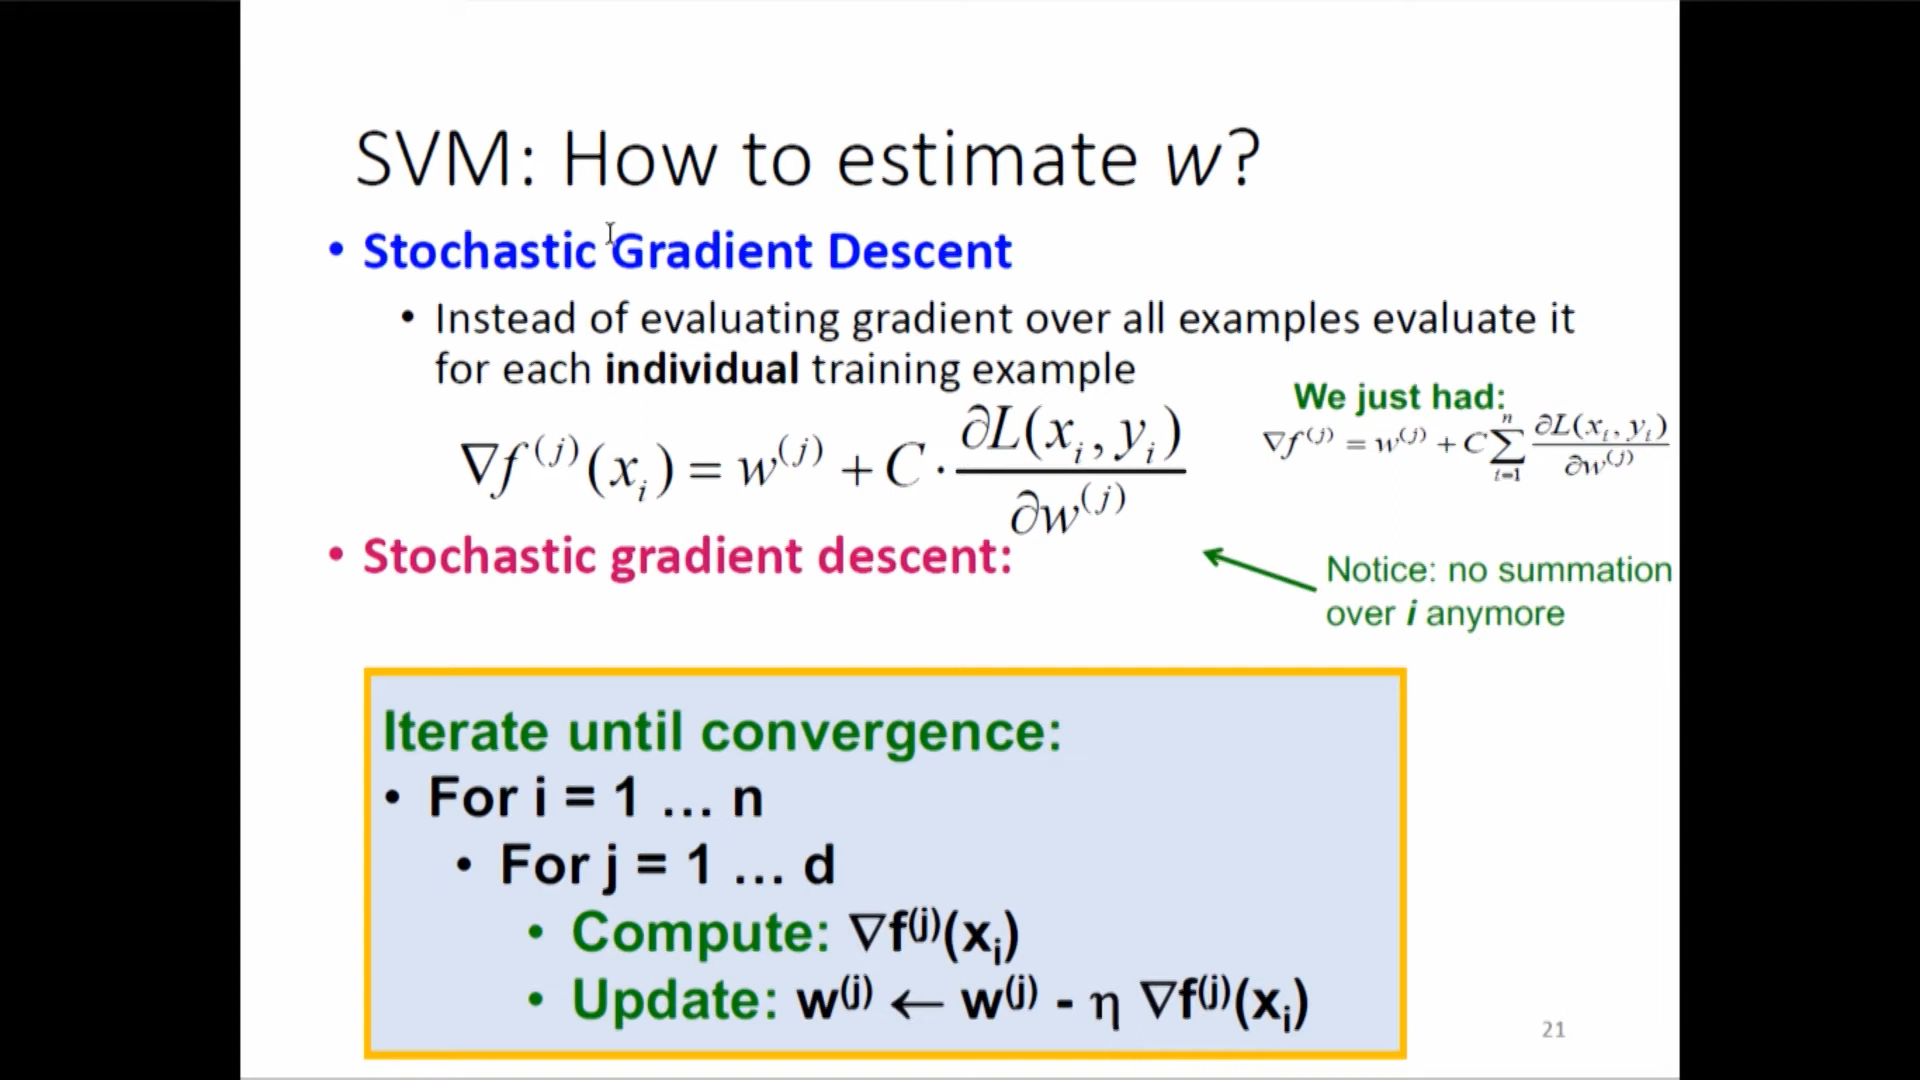 SVM: How to estimate w?
• Stochastic Gradient Descent
• Instead of evaluating gradient over all examples evaluate it
for each individual training example
We just had:
∇f^(j) = w^(j) + C ∑_{i=1}^{n} ∂L(x_i, y_i) / ∂w^(j)
∇f^(j)(x_i) = w^(j) + C · ∂L(x_i, y_i) / ∂w^(j)
• Stochastic gradient descent:
Notice: no summation
over i anymore
Iterate until convergence:
• For i = 1 … n
• For j = 1 … d
• Compute: ∇f^(j)(x_i)
• Update: w^(j) ← w^(j) - η ∇f^(j)(x_i)
21